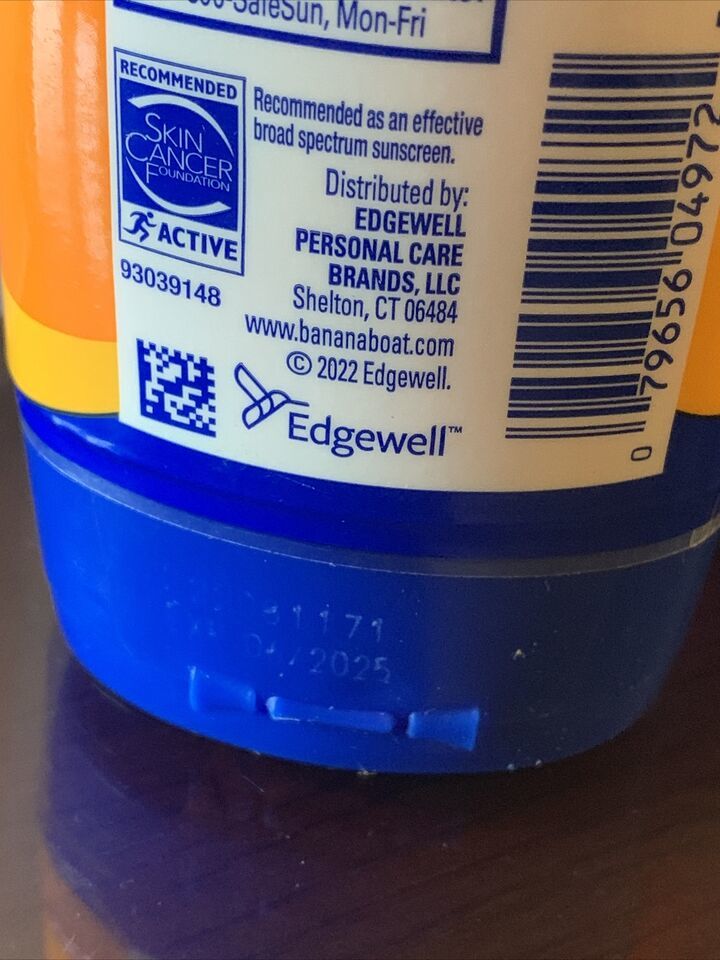 SafeSun, Mon-Fri
RECOMMENDED
SKIN
CANCER
FOUNDATION
ACTIVE
93039148
Recommended as an effective
broad spectrum sunscreen.
Distributed by:
EDGEWELL
PERSONAL CARE
BRANDS, LLC
Shelton, CT 06484
www.bananaboat.com
© 2022 Edgewell.
Edgewell™
0 79656 04972
1171
/2025